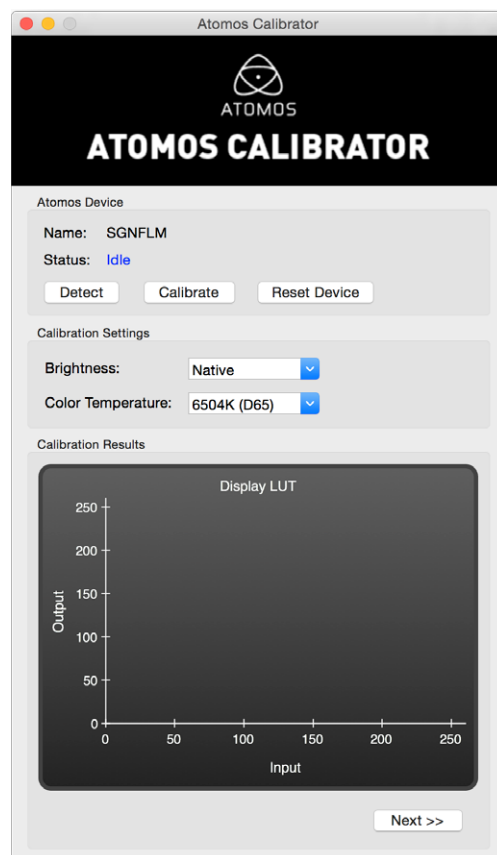 Atomos Calibrator
ATOMOS
ATOMOS CALIBRATOR
Atomos Device
Name: SGNFLM
Status: Idle
Detect Calibrate Reset Device
Calibration Settings
Brightness: Native
Color Temperature: 6504K (D65)
Calibration Results
Display LUT
250
200
150
Output
100
50
0
0 50 100 150 200 250
Input
Next >>